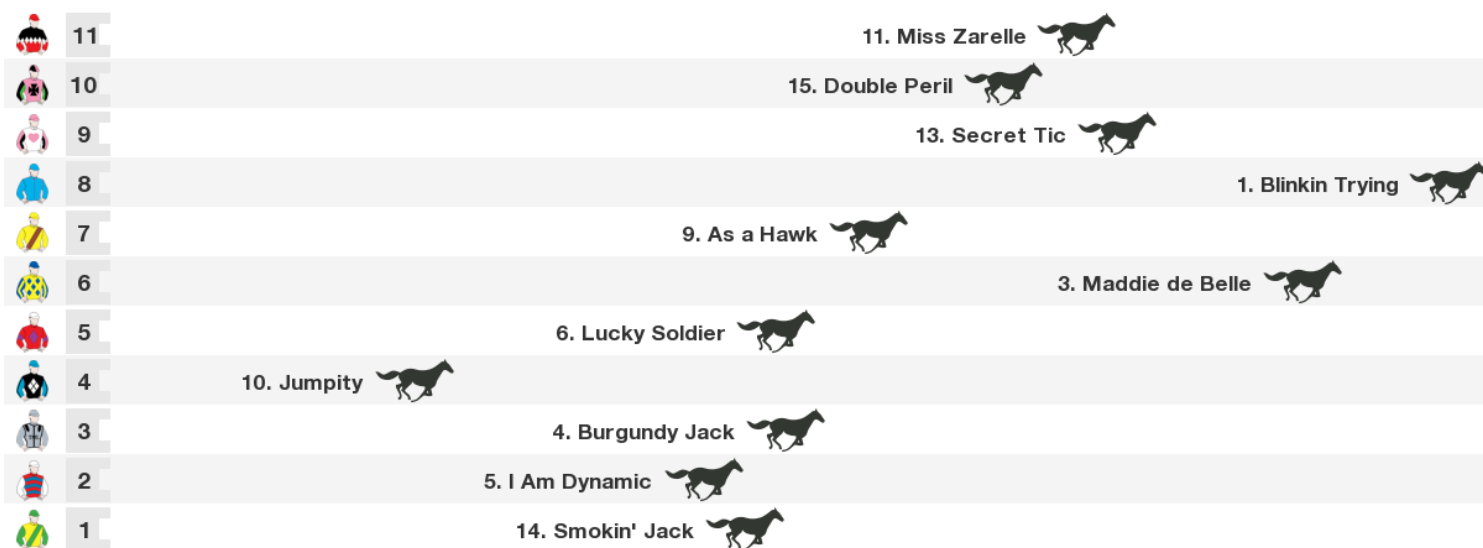 11 11. Miss Zarelle
10 15. Double Peril
9 13. Secret Tic
8 1. Blinkin Trying
7 9. As a Hawk
6 3. Maddie de Belle
5 6. Lucky Soldier
4 10. Jumpity
3 4. Burgundy Jack
2 5. I Am Dynamic
1 14. Smokin' Jack